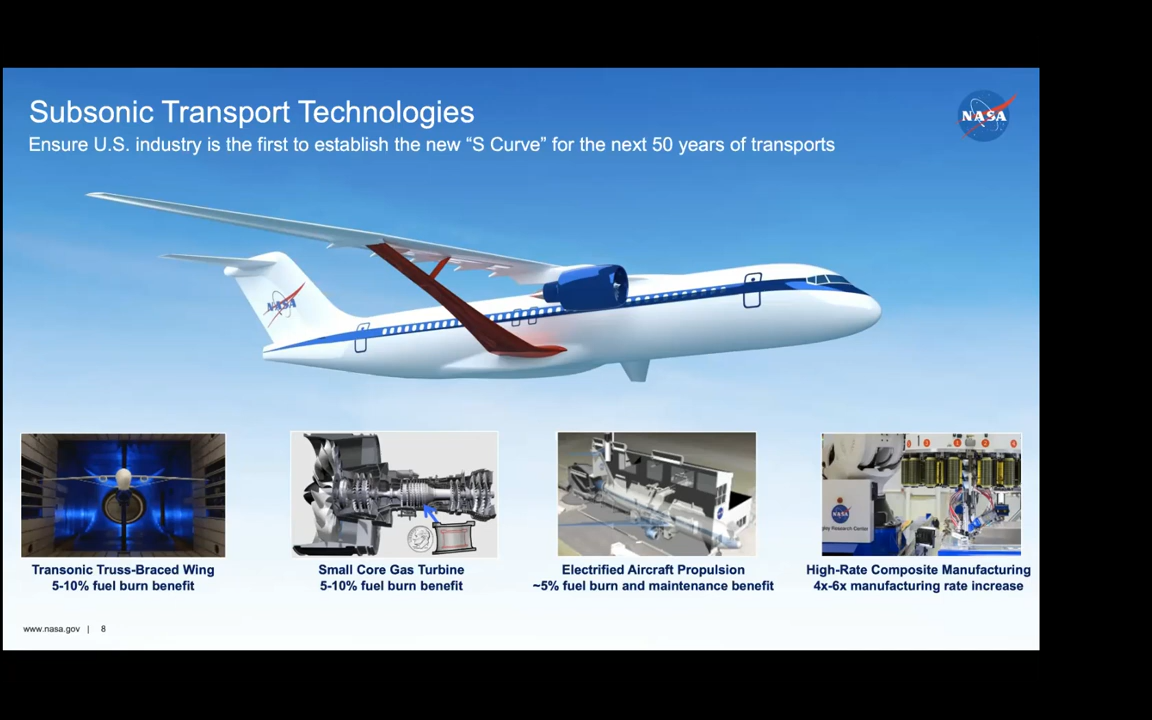 Subsonic Transport Technologies
NASA
Ensure U.S. industry is the first to establish the new “S Curve” for the next 50 years of transports
NASA
NASA
Transonic Truss-Braced Wing
5-10% fuel burn benefit
Small Core Gas Turbine
5-10% fuel burn benefit
Electrified Aircraft Propulsion
~5% fuel burn and maintenance benefit
High-Rate Composite Manufacturing
4x-6x manufacturing rate increase
www.nasa.gov | 8